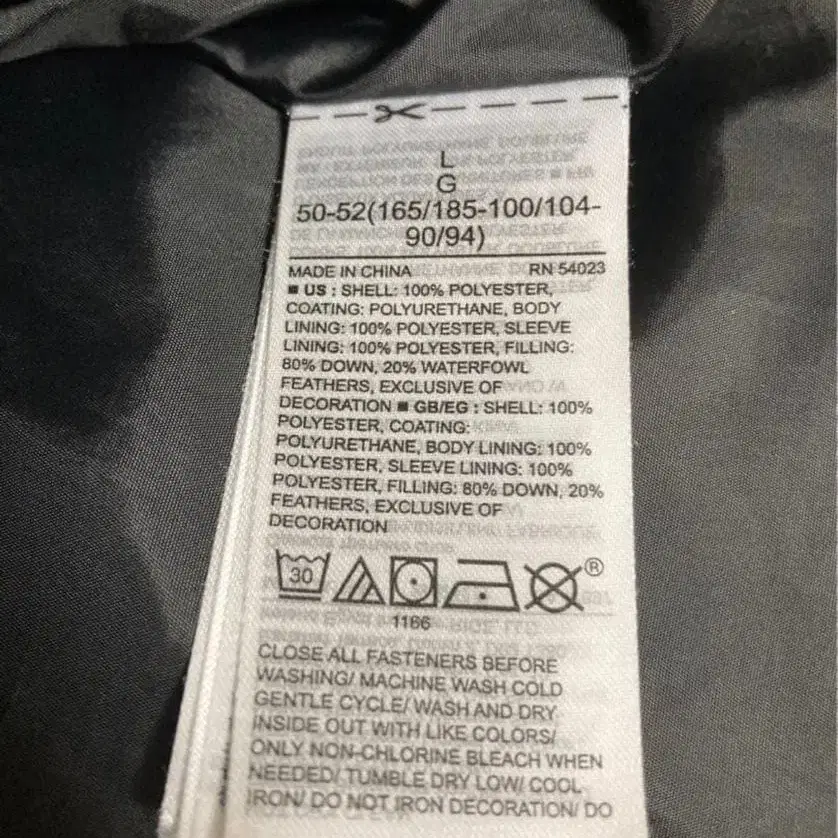 L
G
50-52(165/185-100/104-
90/94)
MADE IN CHINA RN 54023
■ US : SHELL: 100% POLYESTER,
COATING: POLYURETHANE, BODY
LINING: 100% POLYESTER, SLEEVE
LINING: 100% POLYESTER, FILLING:
80% DOWN, 20% WATERFOWL
FEATHERS, EXCLUSIVE OF
DECORATION ■ GB/EG : SHELL: 100%
POLYESTER, COATING:
POLYURETHANE, BODY LINING: 100%
POLYESTER, SLEEVE LINING: 100%
POLYESTER, FILLING: 80% DOWN, 20%
FEATHERS, EXCLUSIVE OF
DECORATION
30 ®
1166
CLOSE ALL FASTENERS BEFORE
WASHING/ MACHINE WASH COLD
GENTLE CYCLE/ WASH AND DRY
INSIDE OUT WITH LIKE COLORS/
ONLY NON-CHLORINE BLEACH WHEN
NEEDED/ TUMBLE DRY LOW/ COOL
IRON/ DO NOT IRON DECORATION/ DO